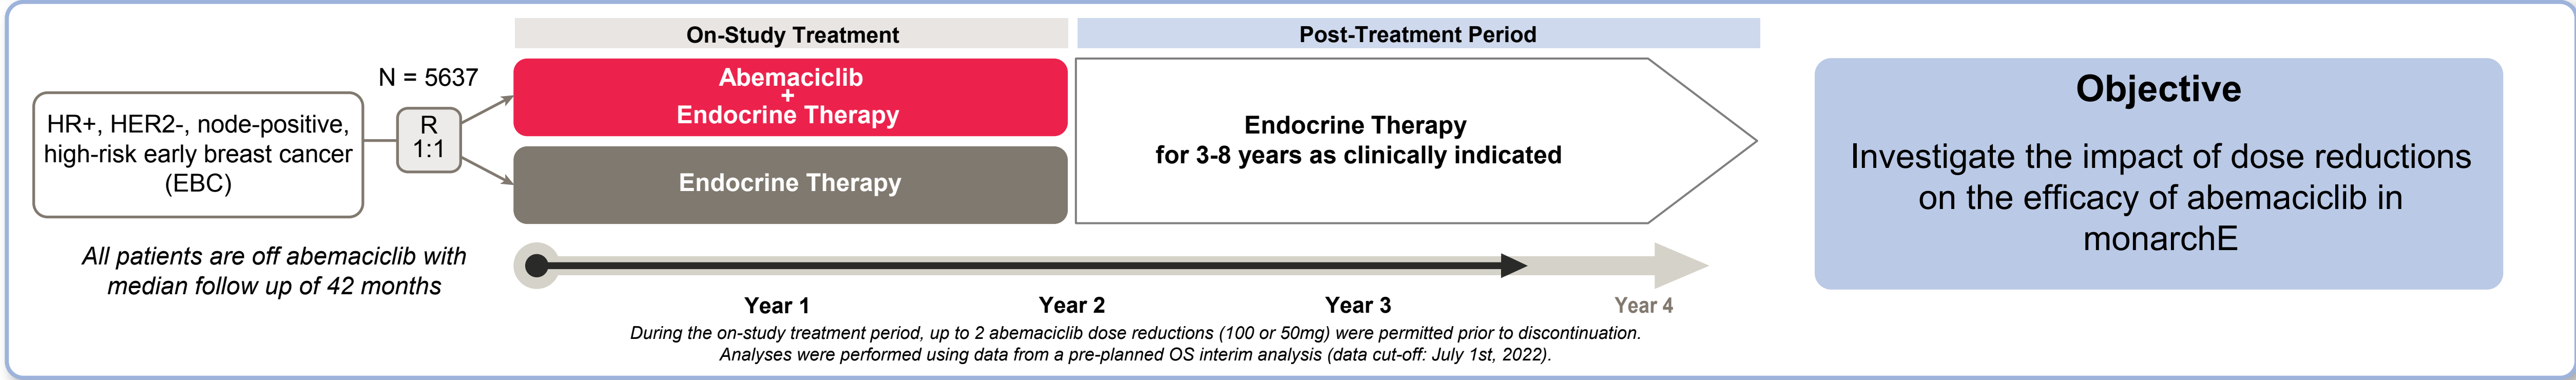 HR+, HER2-, node-positive,
high-risk early breast cancer
(EBC)
N = 5637
R
1:1
On-Study Treatment
Abemaciclib
+
Endocrine Therapy
Endocrine Therapy
Post-Treatment Period
Endocrine Therapy
for 3-8 years as clinically indicated
All patients are off abemaciclib with
median follow up of 42 months
Year 1
Year 2
Year 3
Year 4
During the on-study treatment period, up to 2 abemaciclib dose reductions (100 or 50mg) were permitted prior to discontinuation.
Analyses were performed using data from a pre-planned OS interim analysis (data cut-off: July 1st, 2022).
Objective
Investigate the impact of dose reductions
on the efficacy of abemaciclib in
monarchE